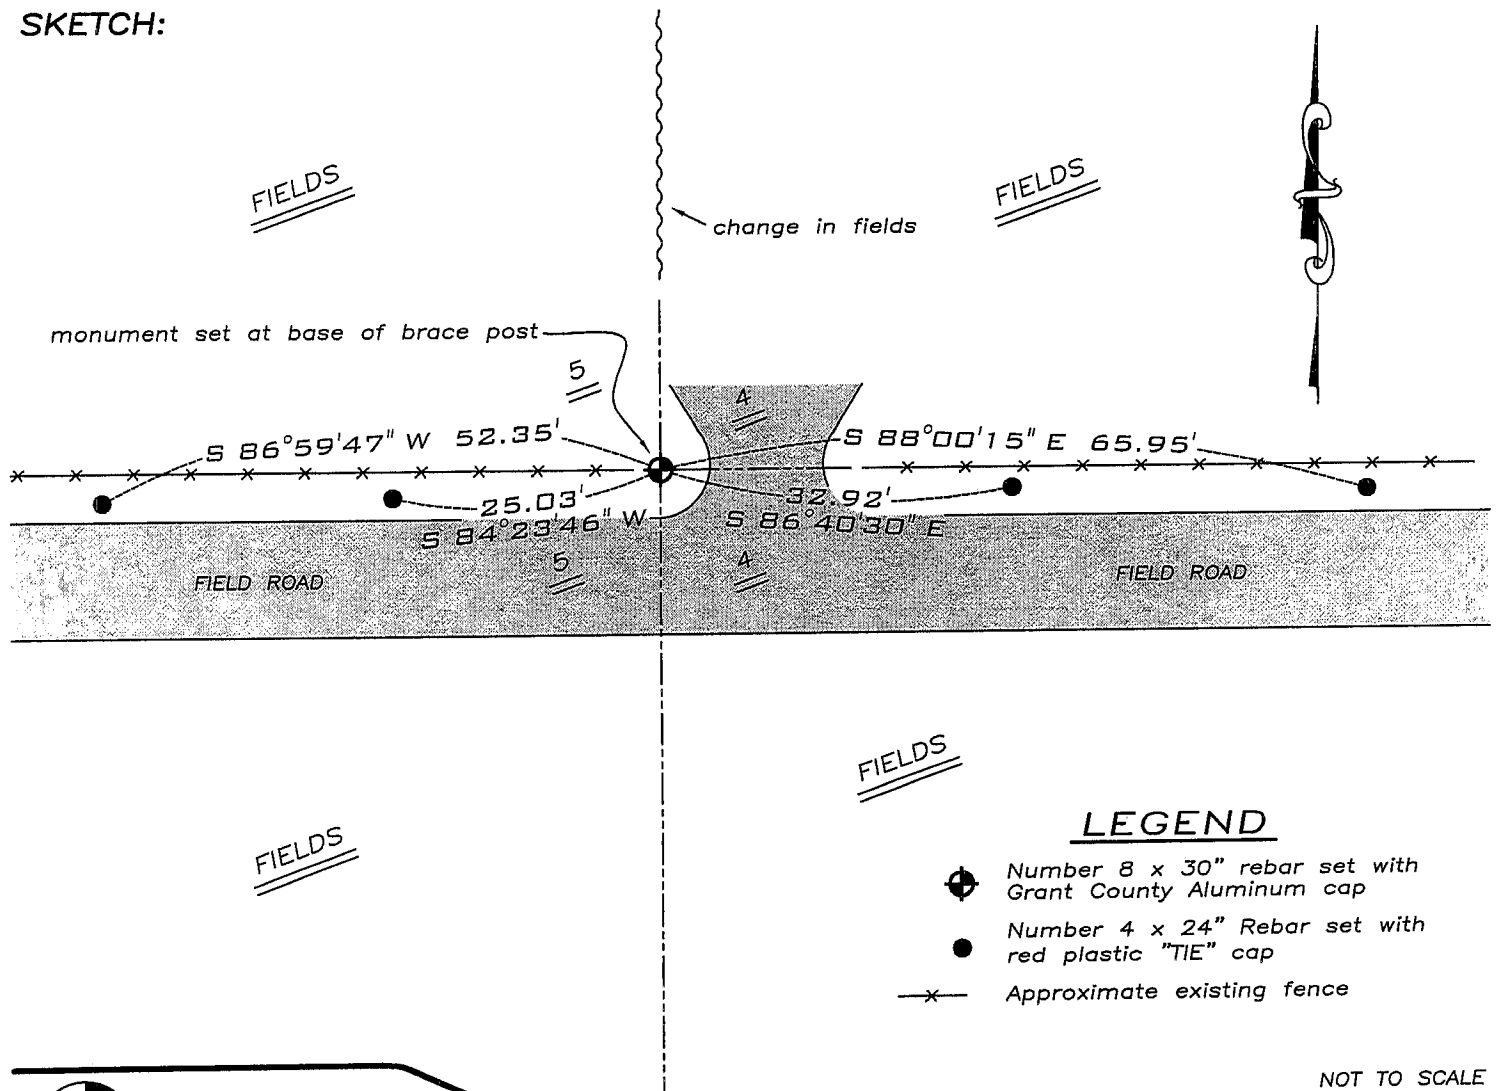 SKETCH:
FIELDS
FIELDS
change in fields
monument set at base of brace post
5
4
S 86°59'47" W 52.35'
S 88°00'15" E 65.95'
25.03'
S 84°23'46" W
32.92'
S 86°40'30" E
5
4
FIELD ROAD
FIELD ROAD
FIELDS
FIELDS
LEGEND
Number 8 x 30" rebar set with
Grant County Aluminum cap
Number 4 x 24" Rebar set with
red plastic "TIE" cap
Approximate existing fence
NOT TO SCALE